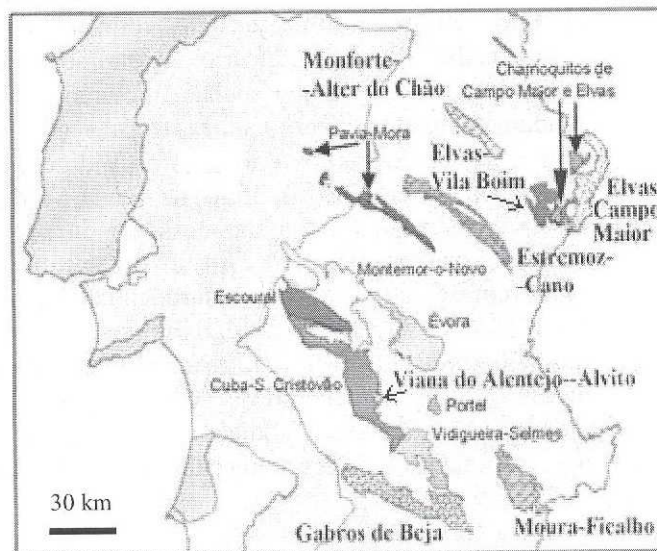 Monforte-
-Alter do Chão
Charnoquitos de
Campo Maior e Elvas
Pavia-Mora
Elvas-
Vila Boim
Elvas
Campo
Maior
Estremoz-
-Cano
Montemor-o-Novo
Escoural
Évora
Cuba-S. Cristóvão
Viana do Alentejo--Alvito
Portel
Vidigueira-Selmes
30 km
Gabros de Beja
Moura-Ficalho